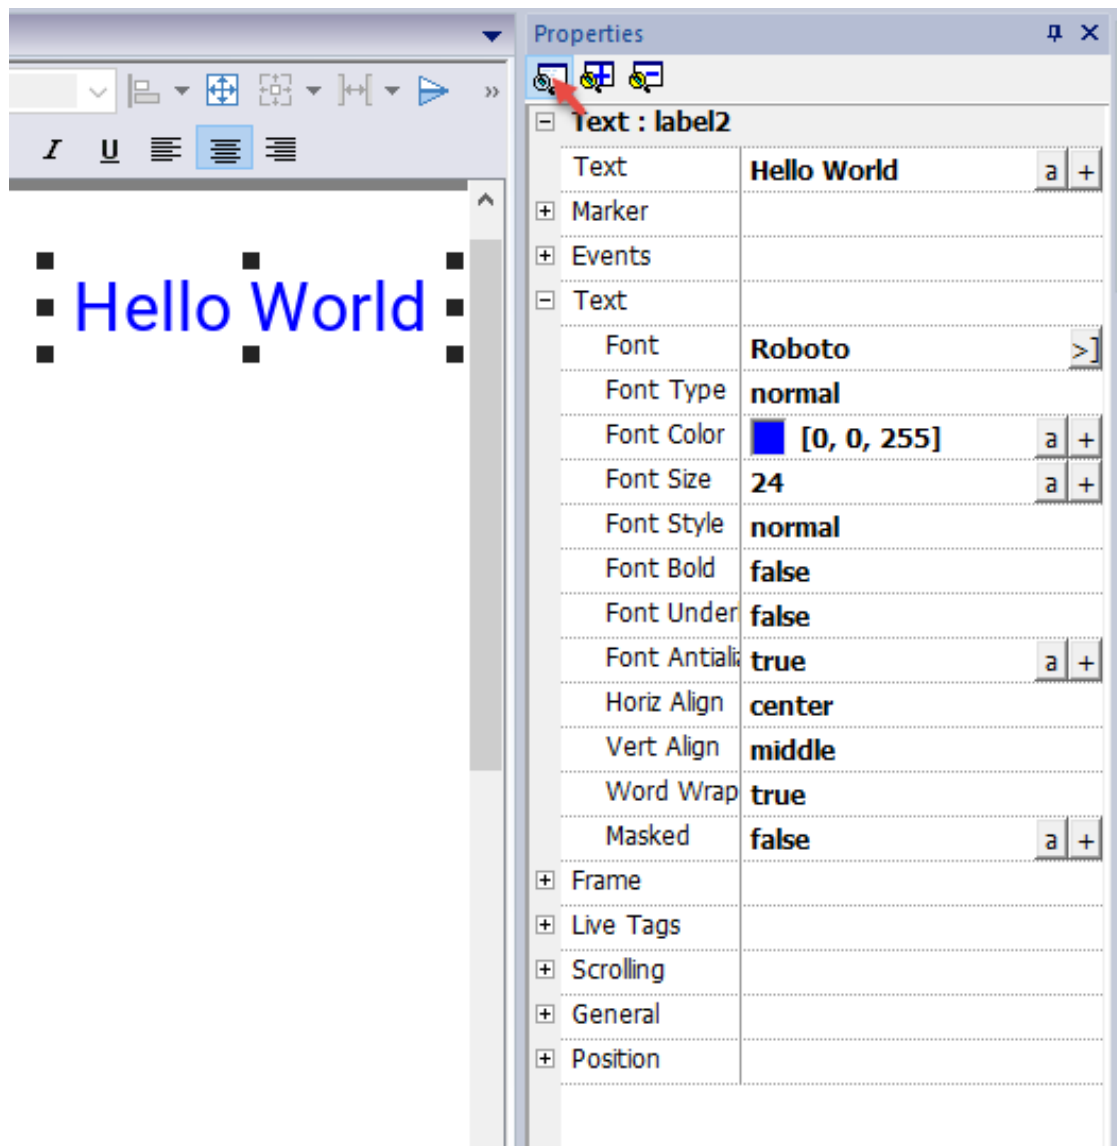 Properties
I U
Text : label2
Text Hello World a +
Marker
Events
Hello World
Text
Font Roboto >]
Font Type normal
Font Color [0, 0, 255] a +
Font Size 24 a +
Font Style normal
Font Bold false
Font Under false
Font Antiali true a +
Horiz Align center
Vert Align middle
Word Wrap true
Masked false a +
Frame
Live Tags
Scrolling
General
Position